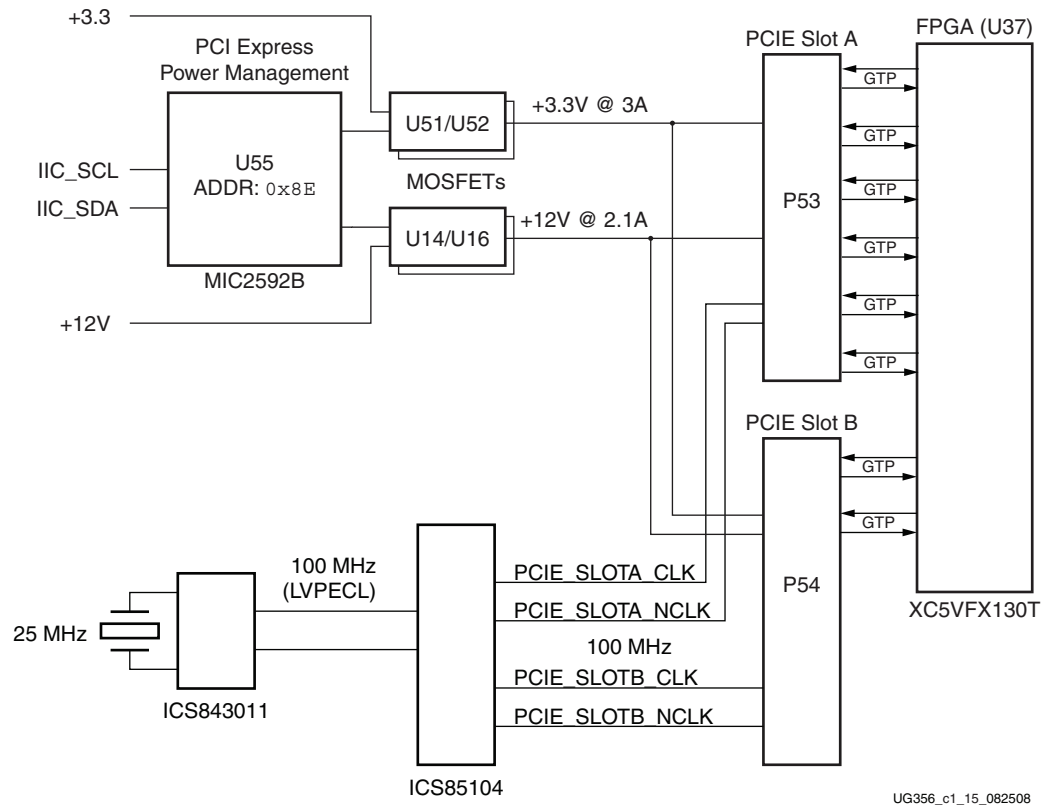 +3.3
PCI Express
Power Management
U55
ADDR: 0x8E
MIC2592B
IIC_SCL
IIC_SDA
+12V
U51/U52
MOSFETs
U14/U16
+3.3V @ 3A
+12V @ 2.1A
PCIE Slot A
P53
FPGA (U37)
GTP
GTP
GTP
GTP
GTP
GTP
PCIE Slot B
P54
GTP
GTP
XC5VFX130T
25 MHz
ICS843011
100 MHz
(LVPECL)
ICS85104
PCIE_SLOTA_CLK
PCIE_SLOTA_NCLK
100 MHz
PCIE_SLOTB_CLK
PCIE_SLOTB_NCLK
UG356_c1_15_082508